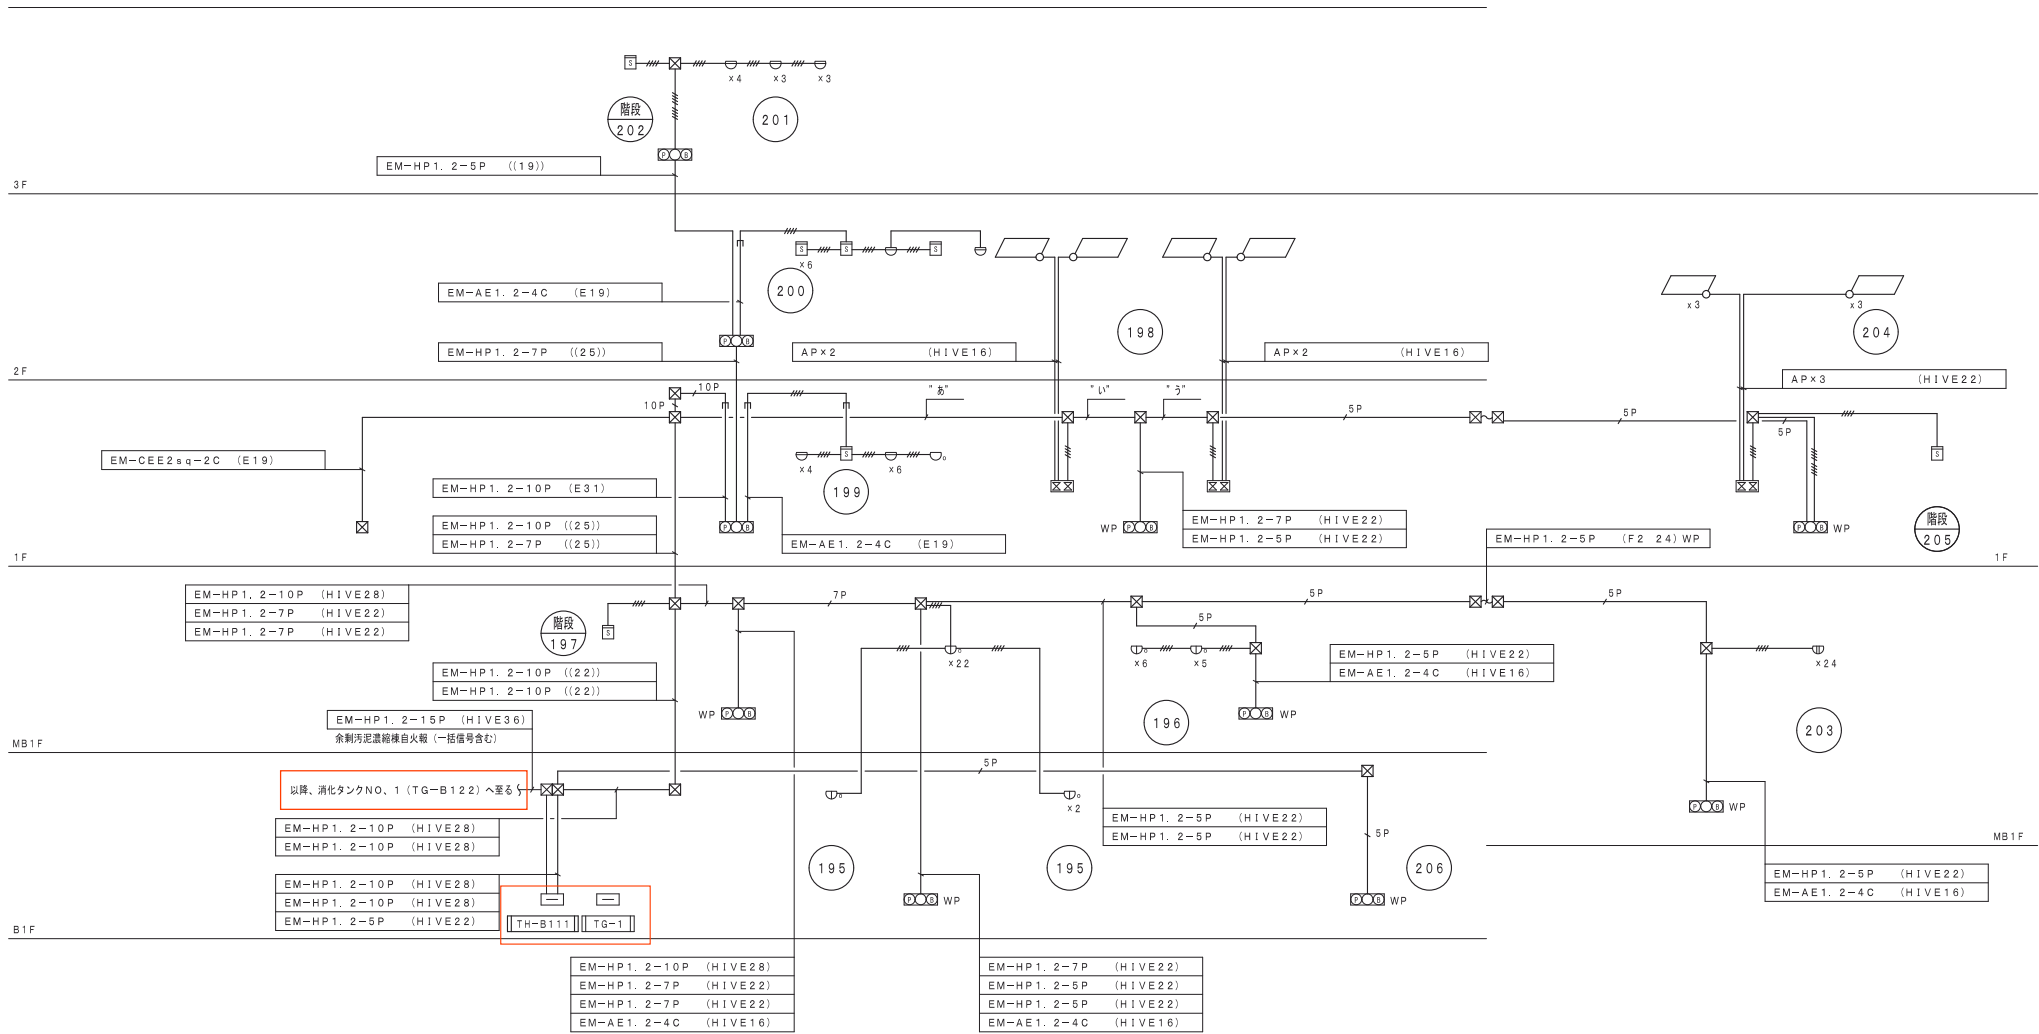 S
×4
×3
×3
階段
202
201
P B
EM-HP1.2-5P ((19))
3F
S
S
S
×6
EM-AE1.2-4C (E19)
200
198
×3
×3
204
P B
EM-HP1.2-7P ((25))
AP×2 (HIVE16)
AP×2 (HIVE16)
2F
AP×3 (HIVE22)
10P
10P
"あ"
"い"
"う"
5P
5P
5P
EM-CEE2sq-2C (E19)
×4
S
×6
S
EM-HP1.2-10P (E31)
199
EM-HP1.2-10P ((25))
EM-HP1.2-7P ((25))
P B
EM-AE1.2-4C (E19)
WP P B
EM-HP1.2-7P (HIVE22)
EM-HP1.2-5P (HIVE22)
EM-HP1.2-5P (F2 24)WP
P B WP
階段
205
1F
1F
EM-HP1.2-10P (HIVE28)
EM-HP1.2-7P (HIVE22)
EM-HP1.2-7P (HIVE22)
階段
197
S
7P
5P
5P
5P
×22
×6
×5
EM-HP1.2-5P (HIVE22)
EM-AE1.2-4C (HIVE16)
×24
EM-HP1.2-10P ((22))
EM-HP1.2-10P ((22))
WP P B
P B WP
196
203
EM-HP1.2-15P (HIVE36)
余剰汚泥濃縮棟自火報(一括信号含む)
MB1F
5P
以降、消化タンクNO、1(TG-B122)へ至る
×2
P B WP
EM-HP1.2-10P (HIVE28)
EM-HP1.2-10P (HIVE28)
EM-HP1.2-5P (HIVE22)
EM-HP1.2-5P (HIVE22)
5P
MB1F
195
195
206
EM-HP1.2-10P (HIVE28)
EM-HP1.2-10P (HIVE28)
EM-HP1.2-5P (HIVE22)
EM-HP1.2-5P (HIVE22)
EM-AE1.2-4C (HIVE16)
P B WP
P B WP
TH-B111
TG-1
B1F
EM-HP1.2-10P (HIVE28)
EM-HP1.2-7P (HIVE22)
EM-HP1.2-7P (HIVE22)
EM-AE1.2-4C (HIVE16)
EM-HP1.2-7P (HIVE22)
EM-HP1.2-5P (HIVE22)
EM-HP1.2-5P (HIVE22)
EM-AE1.2-4C (HIVE16)